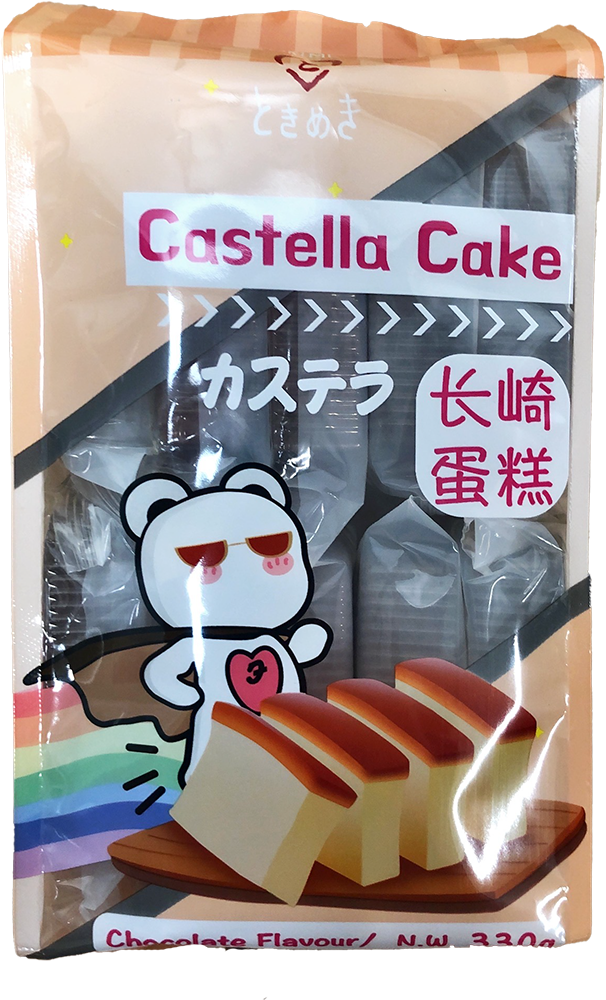 ときめき
Castella Cake
カステラ
长崎
蛋糕
Chocolate Flavour/ N.W. 330g